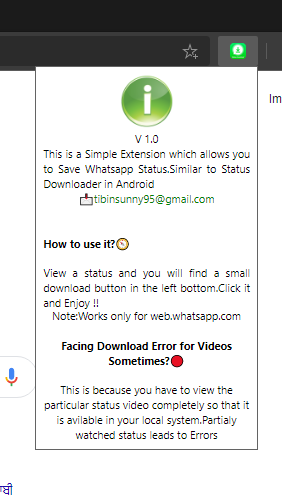 Im
V 1.0
This is a Simple Extension which allows you
to Save Whatsapp Status.Similar to Status
Downloader in Android
tibinsunny95@gmail.com
How to use it?
View a status and you will find a small
download button in the left bottom.Click it
and Enjoy !!
Note:Works only for web.whatsapp.com
Facing Download Error for Videos
Sometimes?
This is because you have to view the
particular status video completely so that it
is avilable in your local system.Partialy
watched status leads to Errors